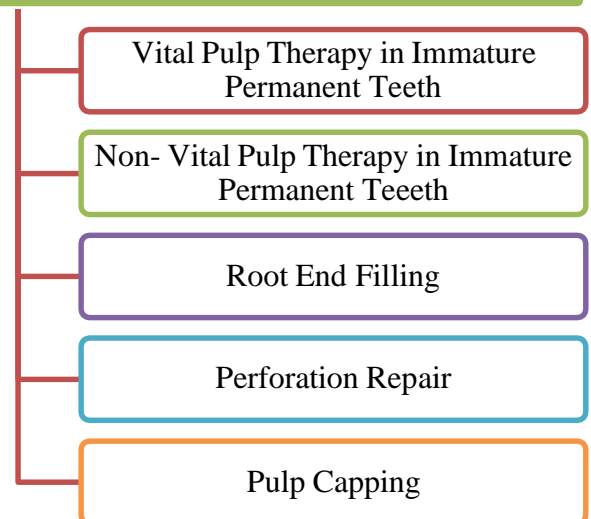 Vital Pulp Therapy in Immature
Permanent Teeth
Non- Vital Pulp Therapy in Immature
Permanent Teeeth
Root End Filling
Perforation Repair
Pulp Capping